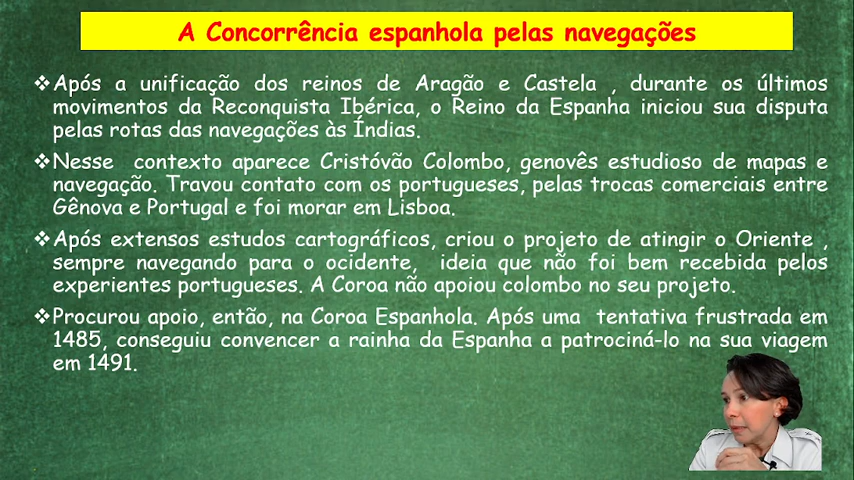 A Concorrência espanhola pelas navegações
❖Após a unificação dos reinos de Aragão e Castela , durante os últimos
movimentos da Reconquista Ibérica, o Reino da Espanha iniciou sua disputa
pelas rotas das navegações às Índias.
❖Nesse contexto aparece Cristóvão Colombo, genovês estudioso de mapas e
navegação. Travou contato com os portugueses, pelas trocas comerciais entre
Gênova e Portugal e foi morar em Lisboa.
❖Após extensos estudos cartográficos, criou o projeto de atingir o Oriente ,
sempre navegando para o ocidente, ideia que não foi bem recebida pelos
experientes portugueses. A Coroa não apoiou colombo no seu projeto.
❖Procurou apoio, então, na Coroa Espanhola. Após uma tentativa frustrada em
1485, conseguiu convencer a rainha da Espanha a patrociná-lo na sua viagem
em 1491.